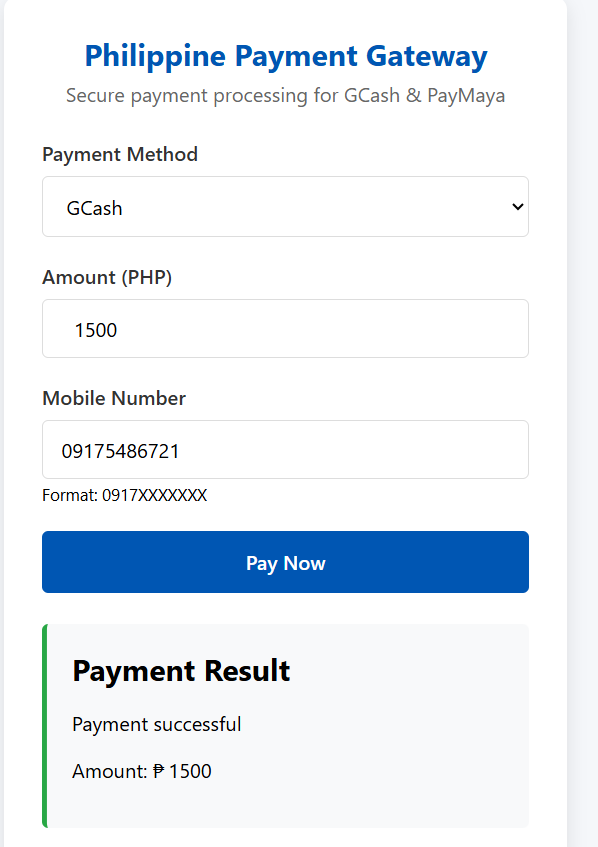 Philippine Payment Gateway
Secure payment processing for GCash & PayMaya
Payment Method
GCash
Amount (PHP)
1500
Mobile Number
09175486721
Format: 0917XXXXXXX
Pay Now
Payment Result
Payment successful
Amount: ₱ 1500